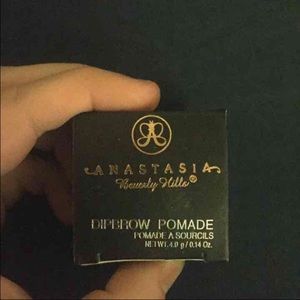 ANASTASIA
Beverly Hills®
DIPBROW POMADE
POMADE A SOURCILS
NET WT. 4.0 g / 0.14 Oz.